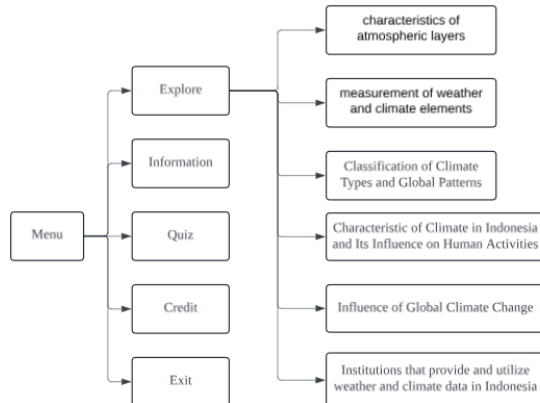 Menu
Explore
Information
Quiz
Credit
Exit
characteristics of
atmospheric layers
measurement of weather
and climate elements
Classification of Climate
Types and Global Patterns
Characteristic of Climate in Indonesia
and Its Influence on Human Activities
Influence of Global Climate Change
Institutions that provide and utilize
weather and climate data in Indonesia